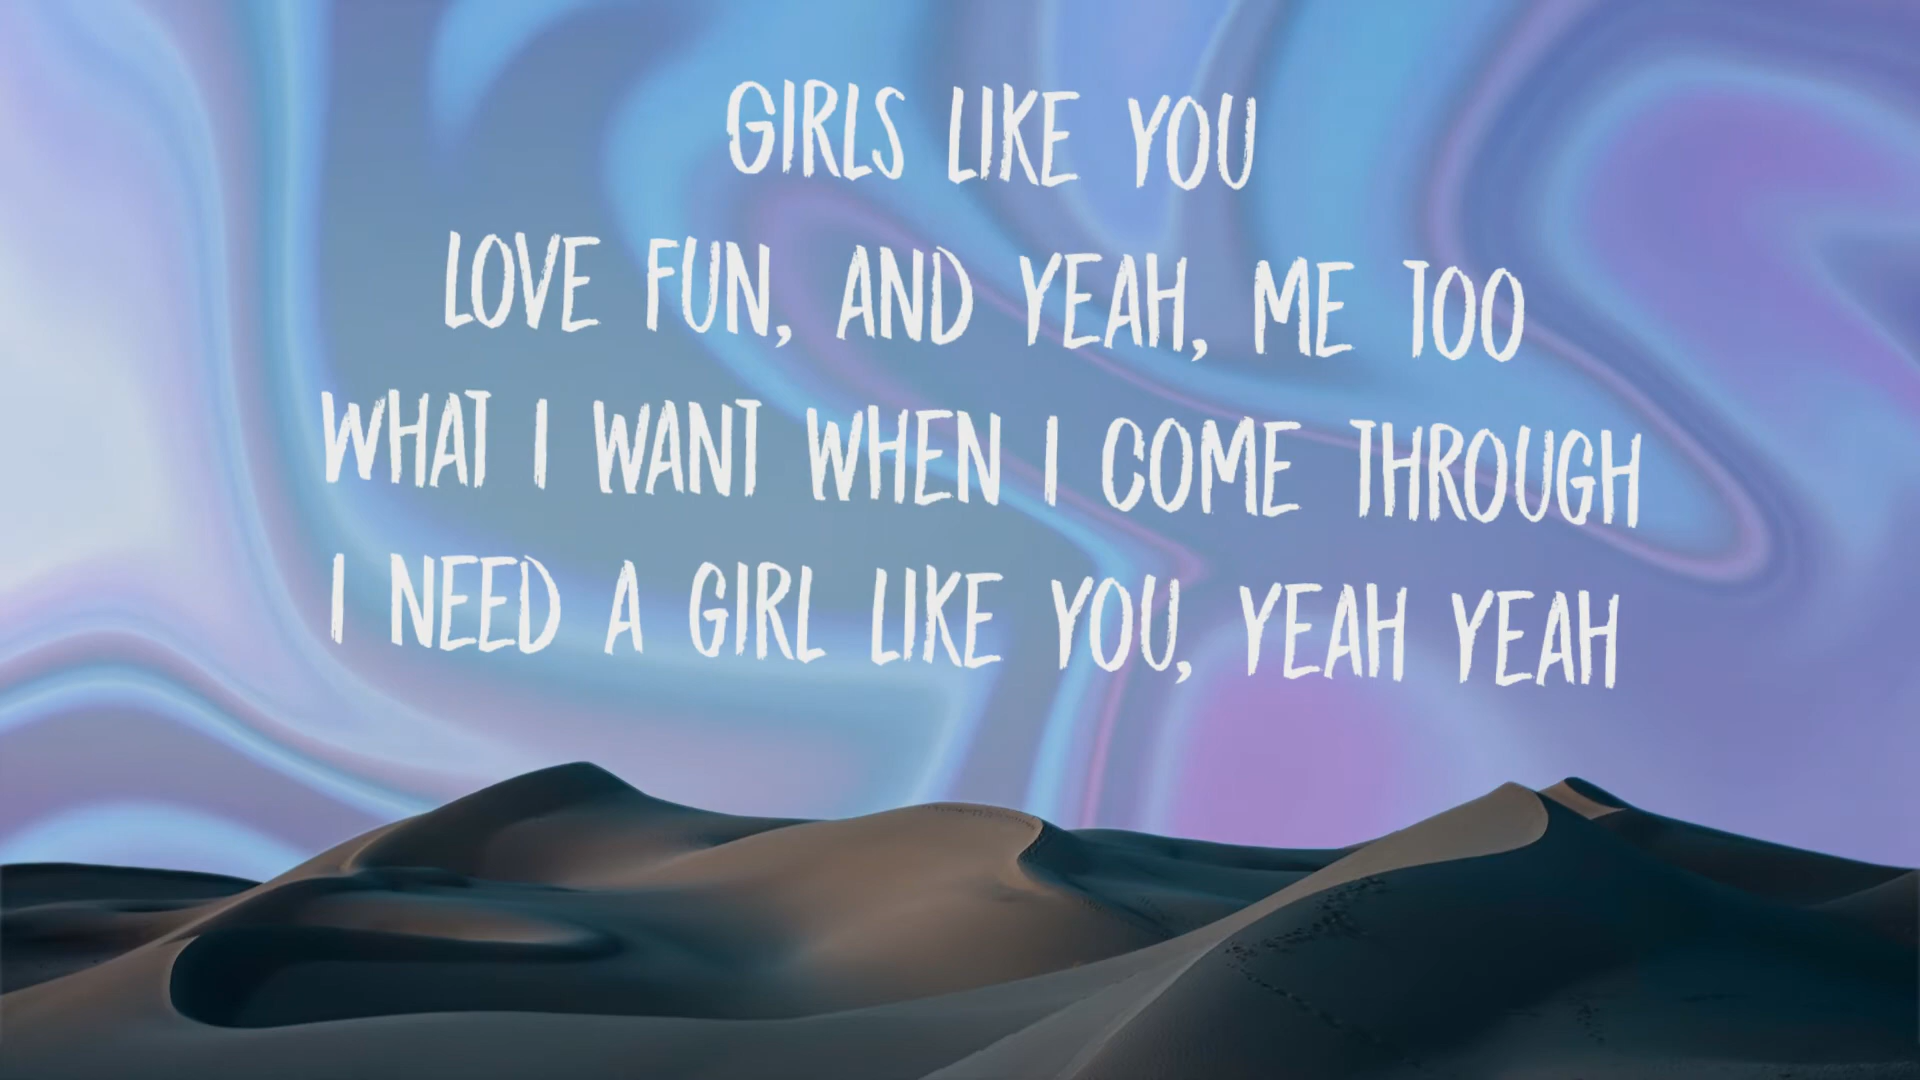 GIRLS LIKE YOU
LOVE FUN, AND YEAH, ME TOO
WHAT I WANT WHEN I COME THROUGH
I NEED A GIRL LIKE YOU, YEAH YEAH